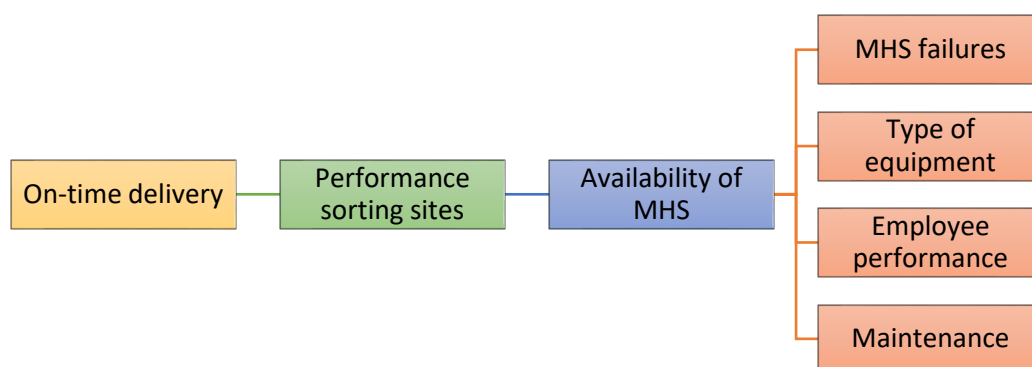 On-time delivery
Performance
sorting sites
Availability of
MHS
MHS failures
Type of
equipment
Employee
performance
Maintenance